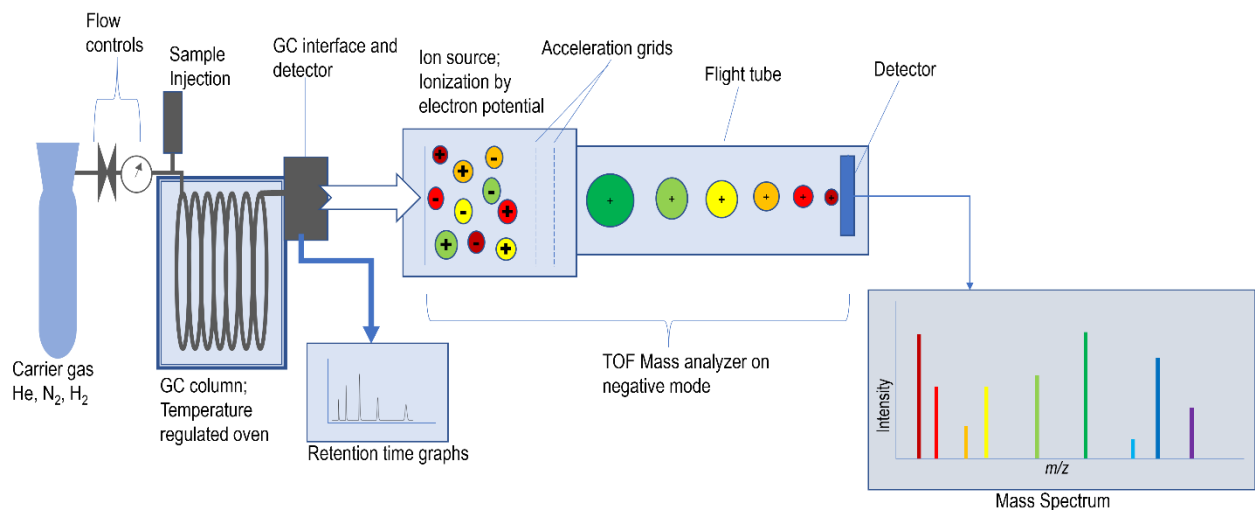 Flow
controls
Sample
Injection
GC interface and
detector
Ion source;
Ionization by
electron potential
Acceleration grids
Flight tube
Detector
+
-
+
-
-
-
+
+
-
+
+
+
+
+
+
+
+
Carrier gas
He, N₂, H₂
GC column;
Temperature
regulated oven
Retention time graphs
TOF Mass analyzer on
negative mode
Intensity
m/z
Mass Spectrum